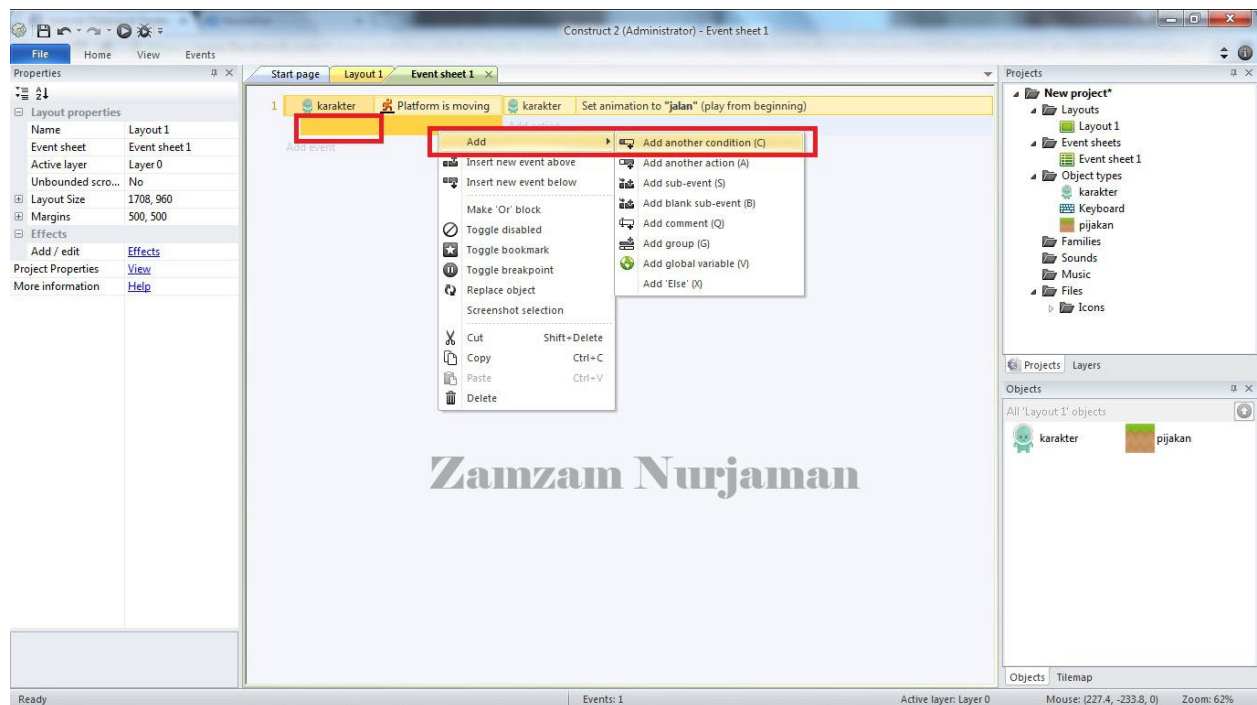 Construct 2 (Administrator) - Event sheet 1
File Home View Events
Properties
Layout properties
Name Layout 1
Event sheet Event sheet 1
Active layer Layer 0
Unbounded scro... No
Layout Size 1708, 960
Margins 500, 500
Effects
Add / edit Effects
Project Properties View
More information Help
Start page Layout 1 Event sheet 1
1 karakter Platform is moving karakter Set animation to "jalan" (play from beginning)
Add action
Add event
Add
Insert new event above
Insert new event below
Make 'Or' block
Toggle disabled
Toggle bookmark
Toggle breakpoint
Replace object
Screenshot selection
Cut Shift+Delete
Copy Ctrl+C
Paste Ctrl+V
Delete
Add another condition (C)
Add another action (A)
Add sub-event (S)
Add blank sub-event (B)
Add comment (Q)
Add group (G)
Add global variable (V)
Add 'Else' (X)
Zamzam Nurjaman
Projects
New project*
Layouts
Layout 1
Event sheets
Event sheet 1
Object types
karakter
Keyboard
pijakan
Families
Sounds
Music
Files
Icons
Projects Layers
Objects
All 'Layout 1' objects
karakter pijakan
Objects Tilemap
Ready Events: 1 Active layer: Layer 0 Mouse: (227.4, -233.8, 0) Zoom: 62%